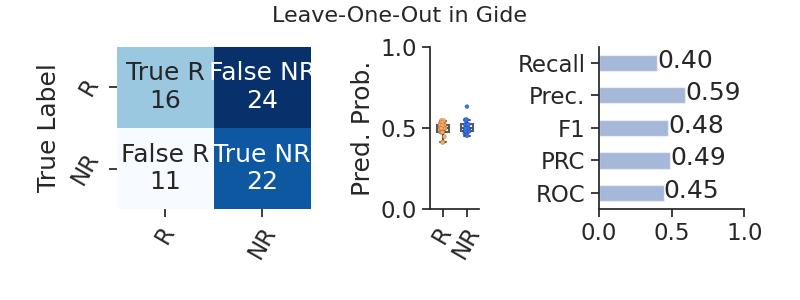 Leave-One-Out in Gide
True Label
R
NR
True R
16
False NR
24
False R
11
True NR
22
R
NR
Pred. Prob.
1.0
0.5
0.0
R
NR
Recall
0.40
Prec.
0.59
F1
0.48
PRC
0.49
ROC
0.45
0.0
0.5
1.0